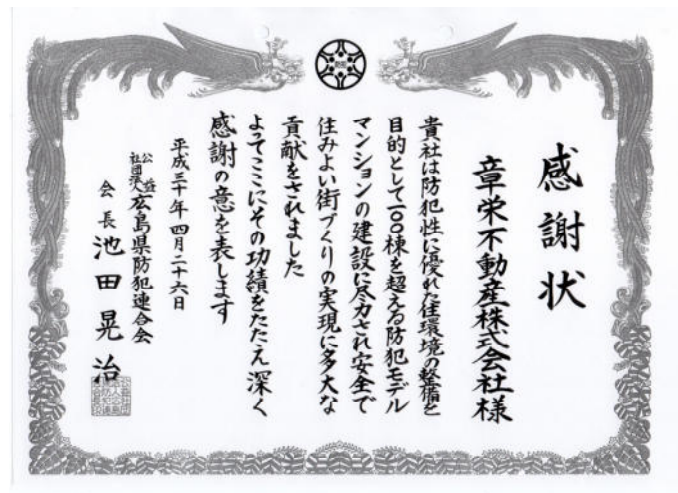 感謝状
章栄不動産株式会社様
貴社は防犯性に優れた住環境の整備を
目的として一〇〇棟を超える防犯モデル
マンションの建設に尽力され安全で
住みよい街づくりの実現に多大な
貢献をされました
よってここにその功績をたたえ深く
感謝の意を表します
平成三十年四月二十六日
公益社団法人広島県防犯連合会
会長池田晃治